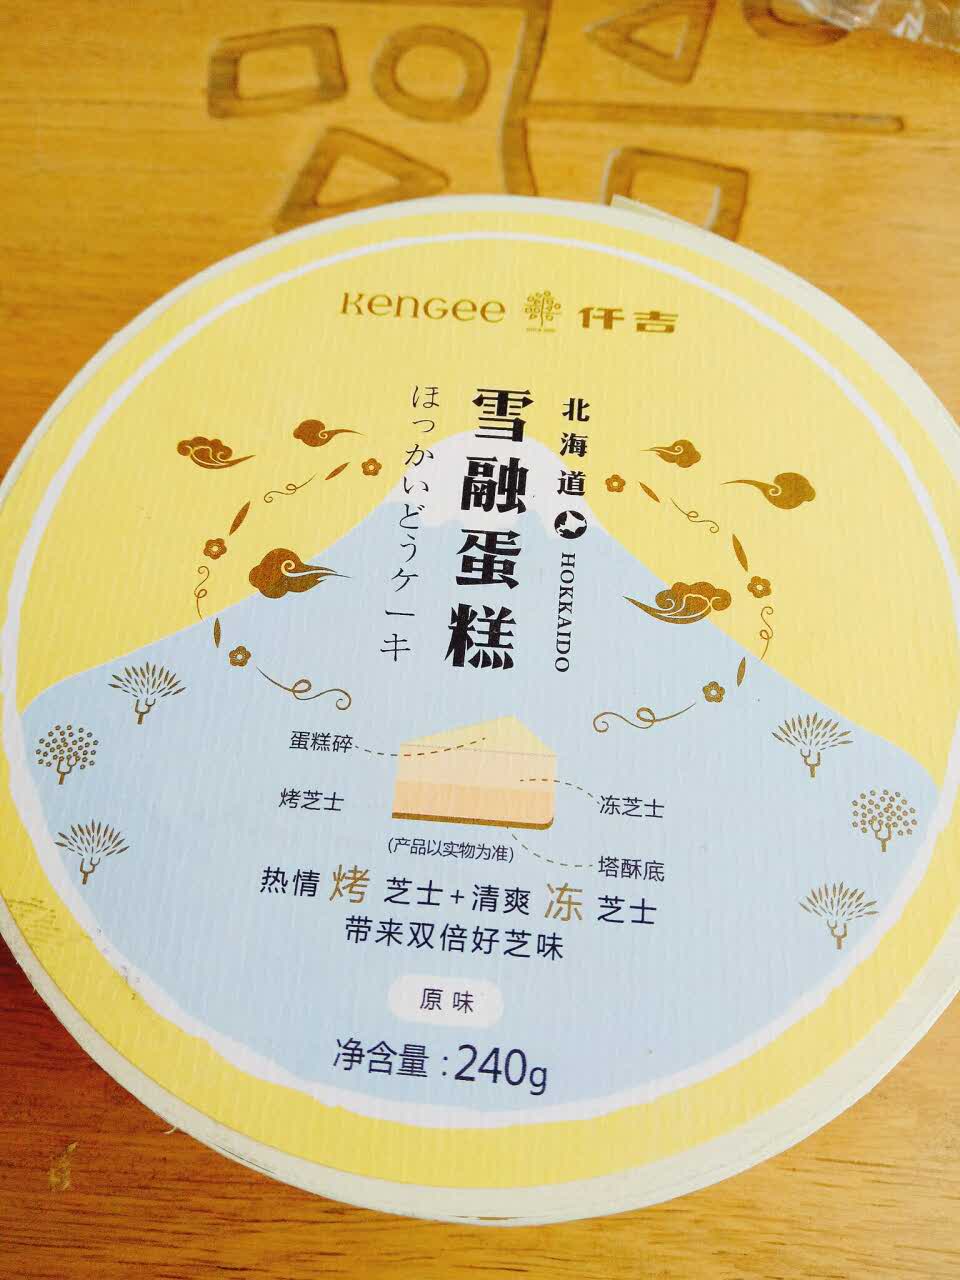 KenGee 仟吉
北海道 HOKKAIDO
雪融蛋糕
ほっかいどうケーキ
蛋糕碎
烤芝士
冻芝士
(产品以实物为准)
塔酥底
热情烤芝士+清爽冻芝士
带来双倍好芝味
原味
净含量:240g